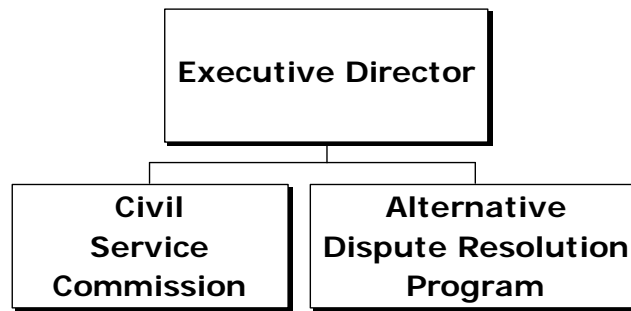 Executive Director
Civil
Service
Commission
Alternative
Dispute Resolution
Program